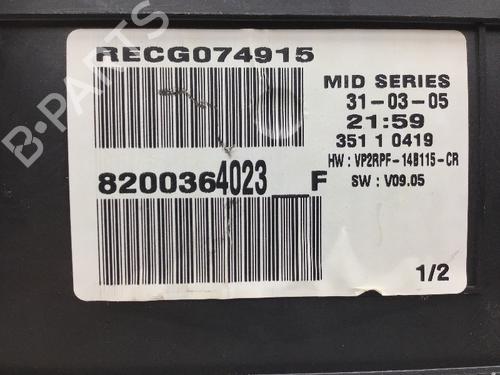 RECG074915
MID SERIES
31-03-05
21:59
351 1 0419
HW : VP2RPF-14B115-CR
SW : V09.05
8200364023__F
1/2
B-PARTS